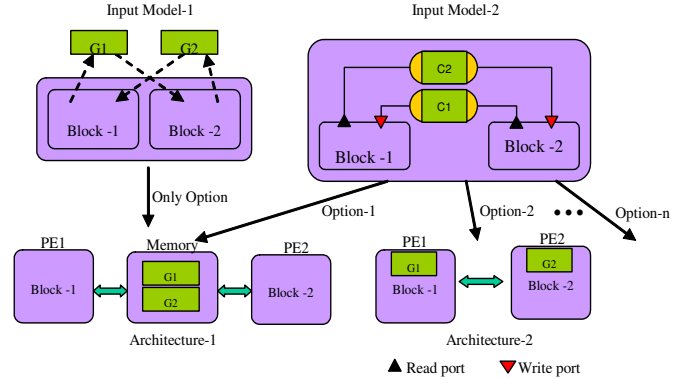 Input Model-1
Input Model-2
G1
G2
C2
C1
Block -1
Block -2
Block -1
Block -2
Only Option
Option-1
Option-2
Option-n
PE1
Memory
PE2
PE1
PE2
Block -1
G1
G2
Block -2
G1
Block -1
G2
Block -2
Architecture-1
Architecture-2
Read port
Write port